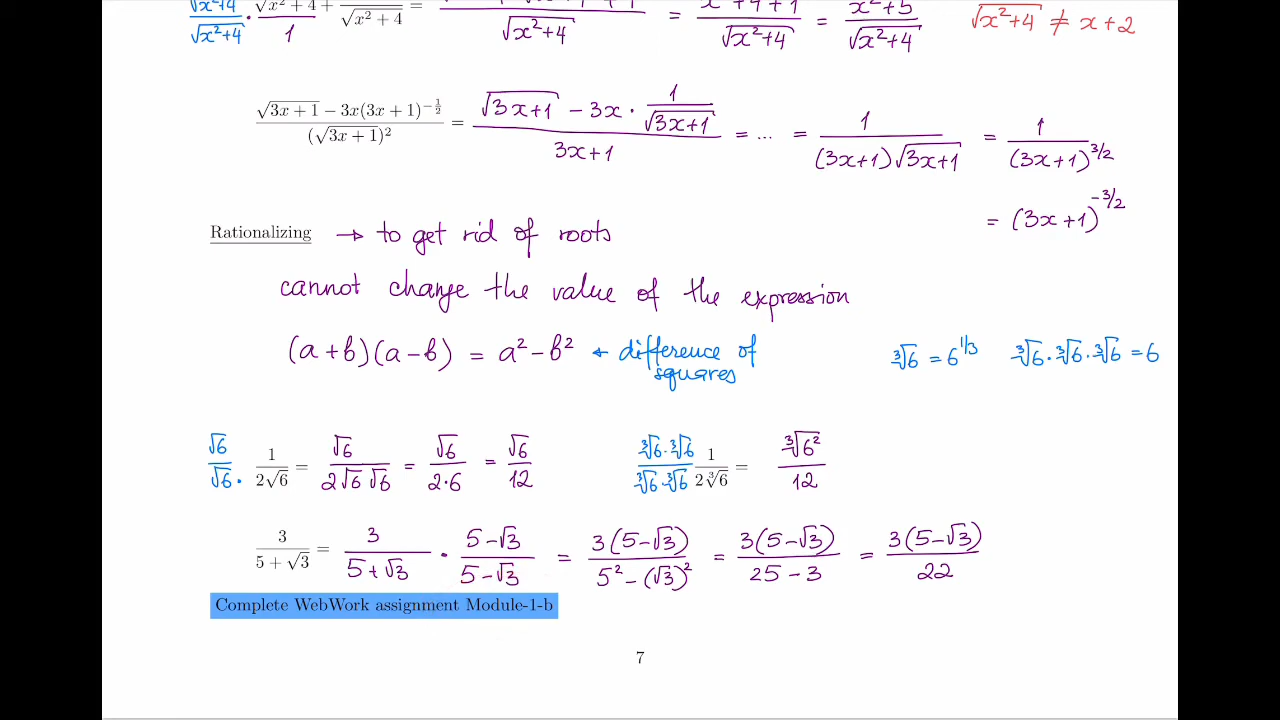 √x²+4/√x²+4 · √x²+4/1 + /√x²+4 = /√x²+4 = x²+4+1/√x²+4 = x²+5/√x²+4 √x²+4 ≠ x+2
√3x+1 − 3x(3x+1)^−1/2 / (√3x+1)² = √3x+1 − 3x · 1/√3x+1 / 3x+1 = ... = 1/(3x+1)√3x+1 = 1/(3x+1)^3/2
= (3x+1)^−3/2
Rationalizing → to get rid of roots
cannot change the value of the expression
(a+b)(a−b) = a²−b² ← difference of squares ∛6 = 6^1/3 ∛6·∛6·∛6 = 6
√6/√6 · 1/2√6 = √6/2√6√6 = √6/2·6 = √6/12 ∛6·∛6/∛6·∛6 1/2∛6 = ∛6²/12
3/5+√3 = 3/5+√3 · 5−√3/5−√3 = 3(5−√3)/5²−(√3)² = 3(5−√3)/25−3 = 3(5−√3)/22
Complete WebWork assignment Module-1-b
7